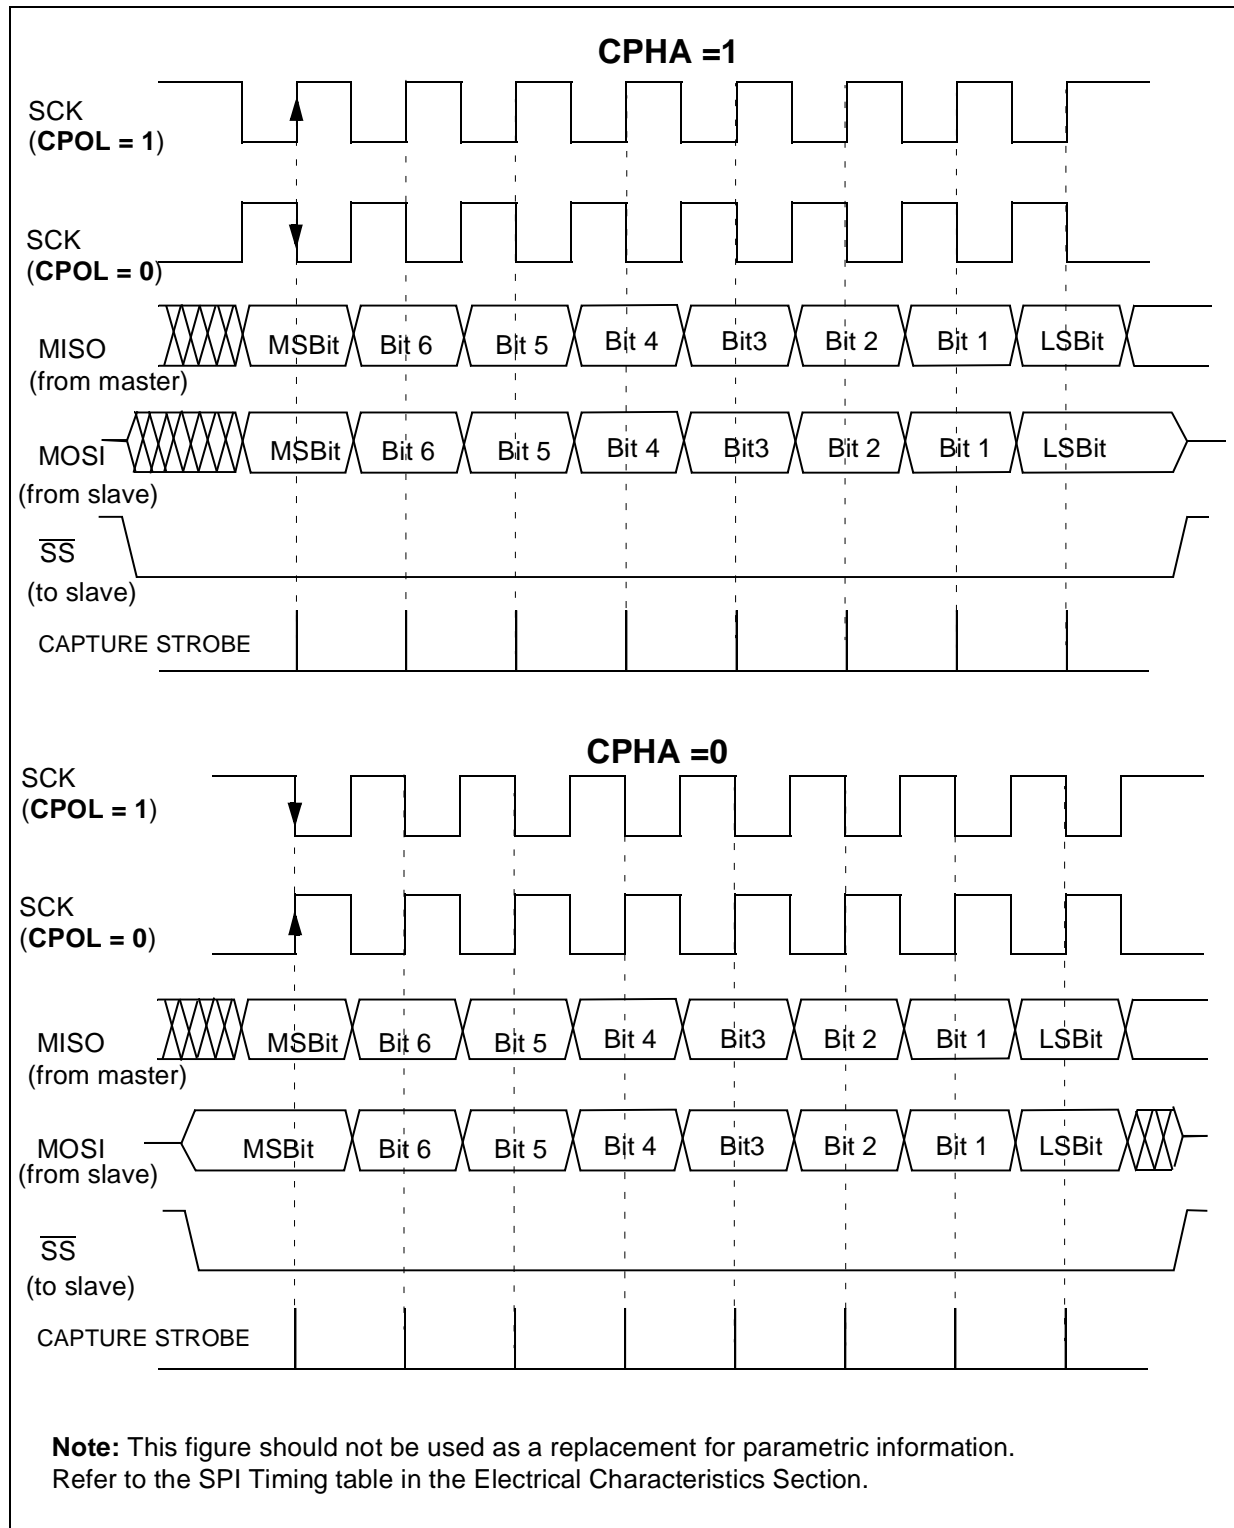 CPHA =1
SCK
(CPOL = 1)
SCK
(CPOL = 0)
MISO
(from master)
MSBit Bit 6 Bit 5 Bit 4 Bit3 Bit 2 Bit 1 LSBit
MOSI
(from slave)
MSBit Bit 6 Bit 5 Bit 4 Bit3 Bit 2 Bit 1 LSBit
SS
(to slave)
CAPTURE STROBE
CPHA =0
SCK
(CPOL = 1)
SCK
(CPOL = 0)
MISO
(from master)
MSBit Bit 6 Bit 5 Bit 4 Bit3 Bit 2 Bit 1 LSBit
MOSI
(from slave)
MSBit Bit 6 Bit 5 Bit 4 Bit3 Bit 2 Bit 1 LSBit
SS
(to slave)
CAPTURE STROBE
Note: This figure should not be used as a replacement for parametric information.
Refer to the SPI Timing table in the Electrical Characteristics Section.